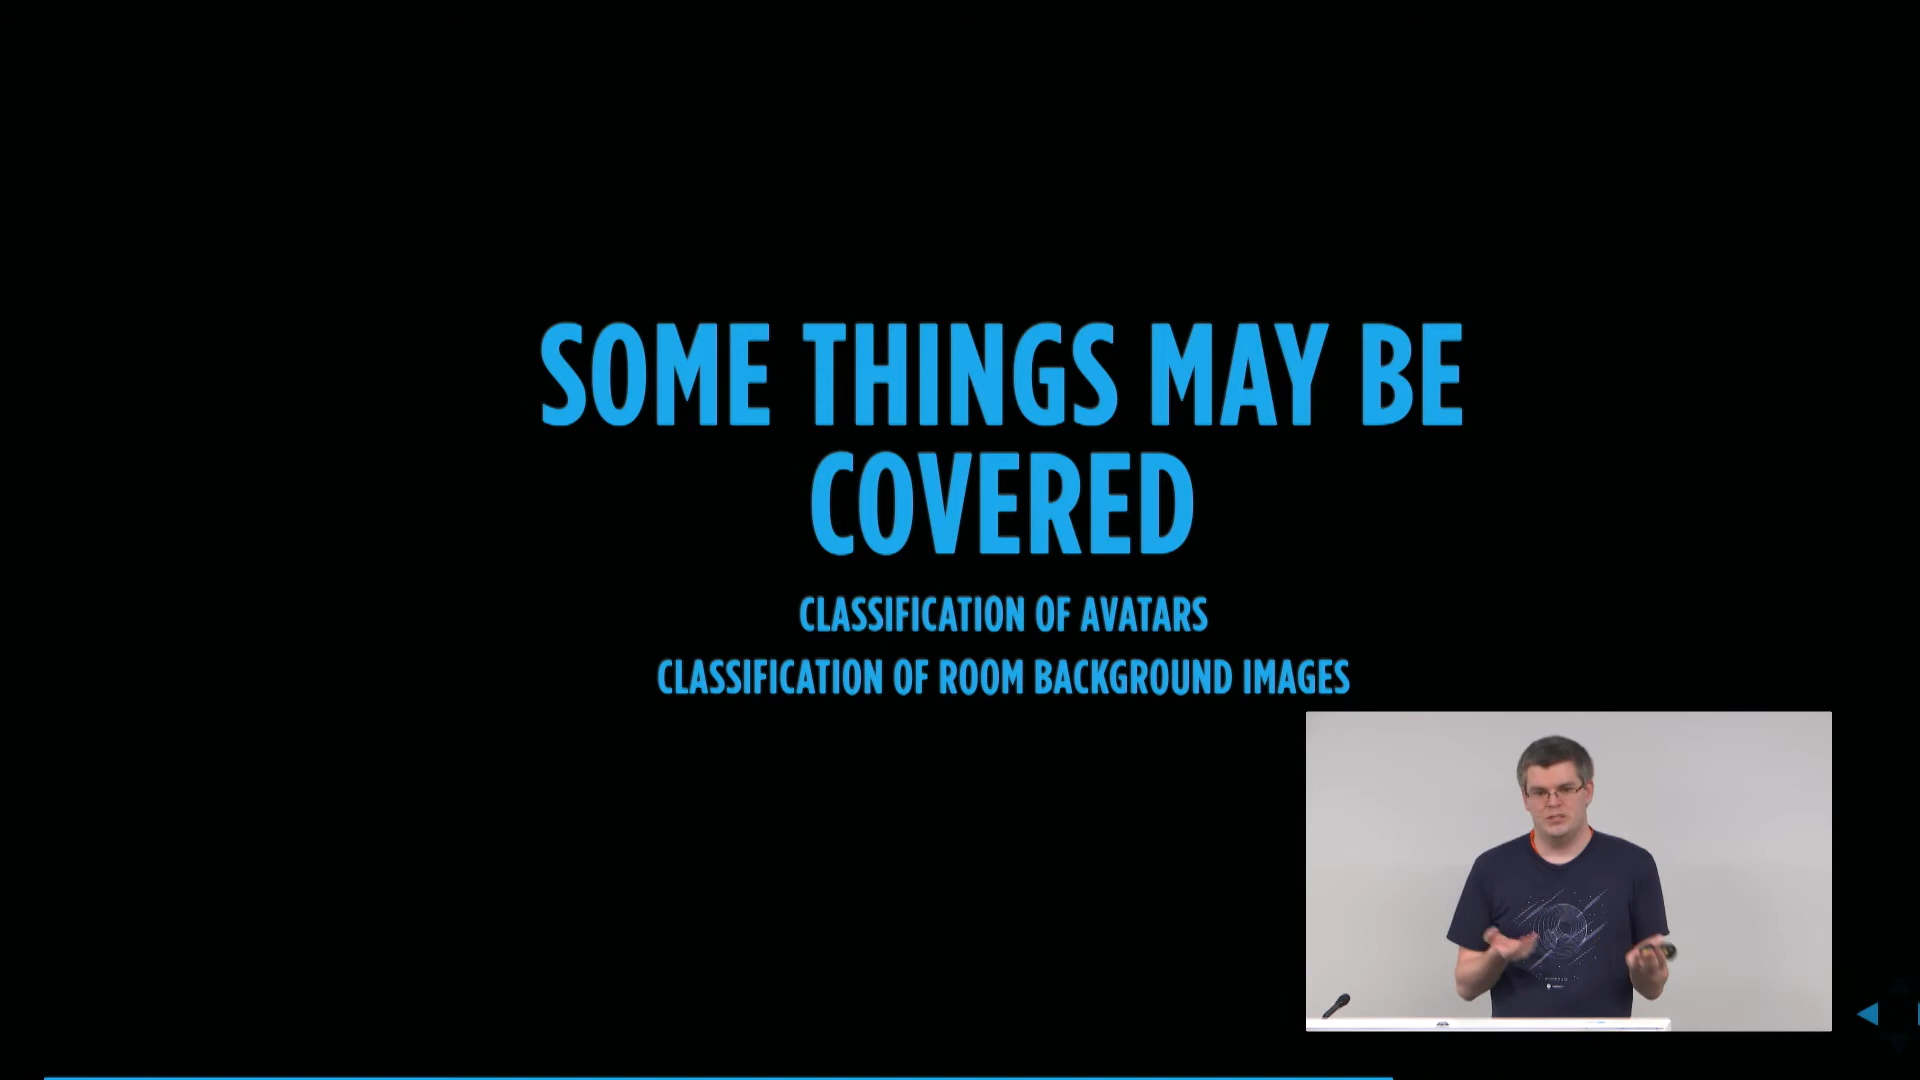 SOME THINGS MAY BE
COVERED
CLASSIFICATION OF AVATARS
CLASSIFICATION OF ROOM BACKGROUND IMAGES